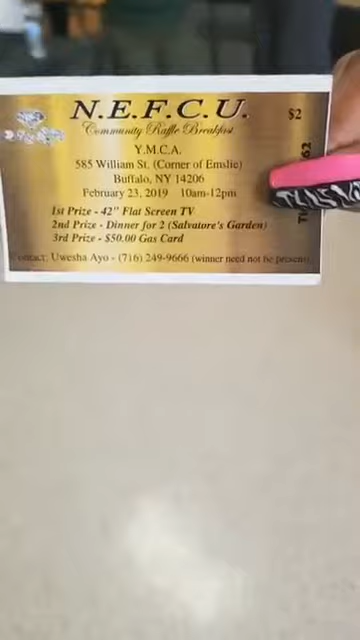 N.E.F.C.U. $2
Community Raffle Breakfast
Y.M.C.A.
585 William St. (Corner of Emslie)
Buffalo, NY 14206
February 23, 2019 10am-12pm
1st Prize - 42" Flat Screen TV
2nd Prize - Dinner for 2 (Salvatore's Garden)
3rd Prize - $50.00 Gas Card
Contact: Uwesha Ayo - (716) 249-9666 (winner need not be present)